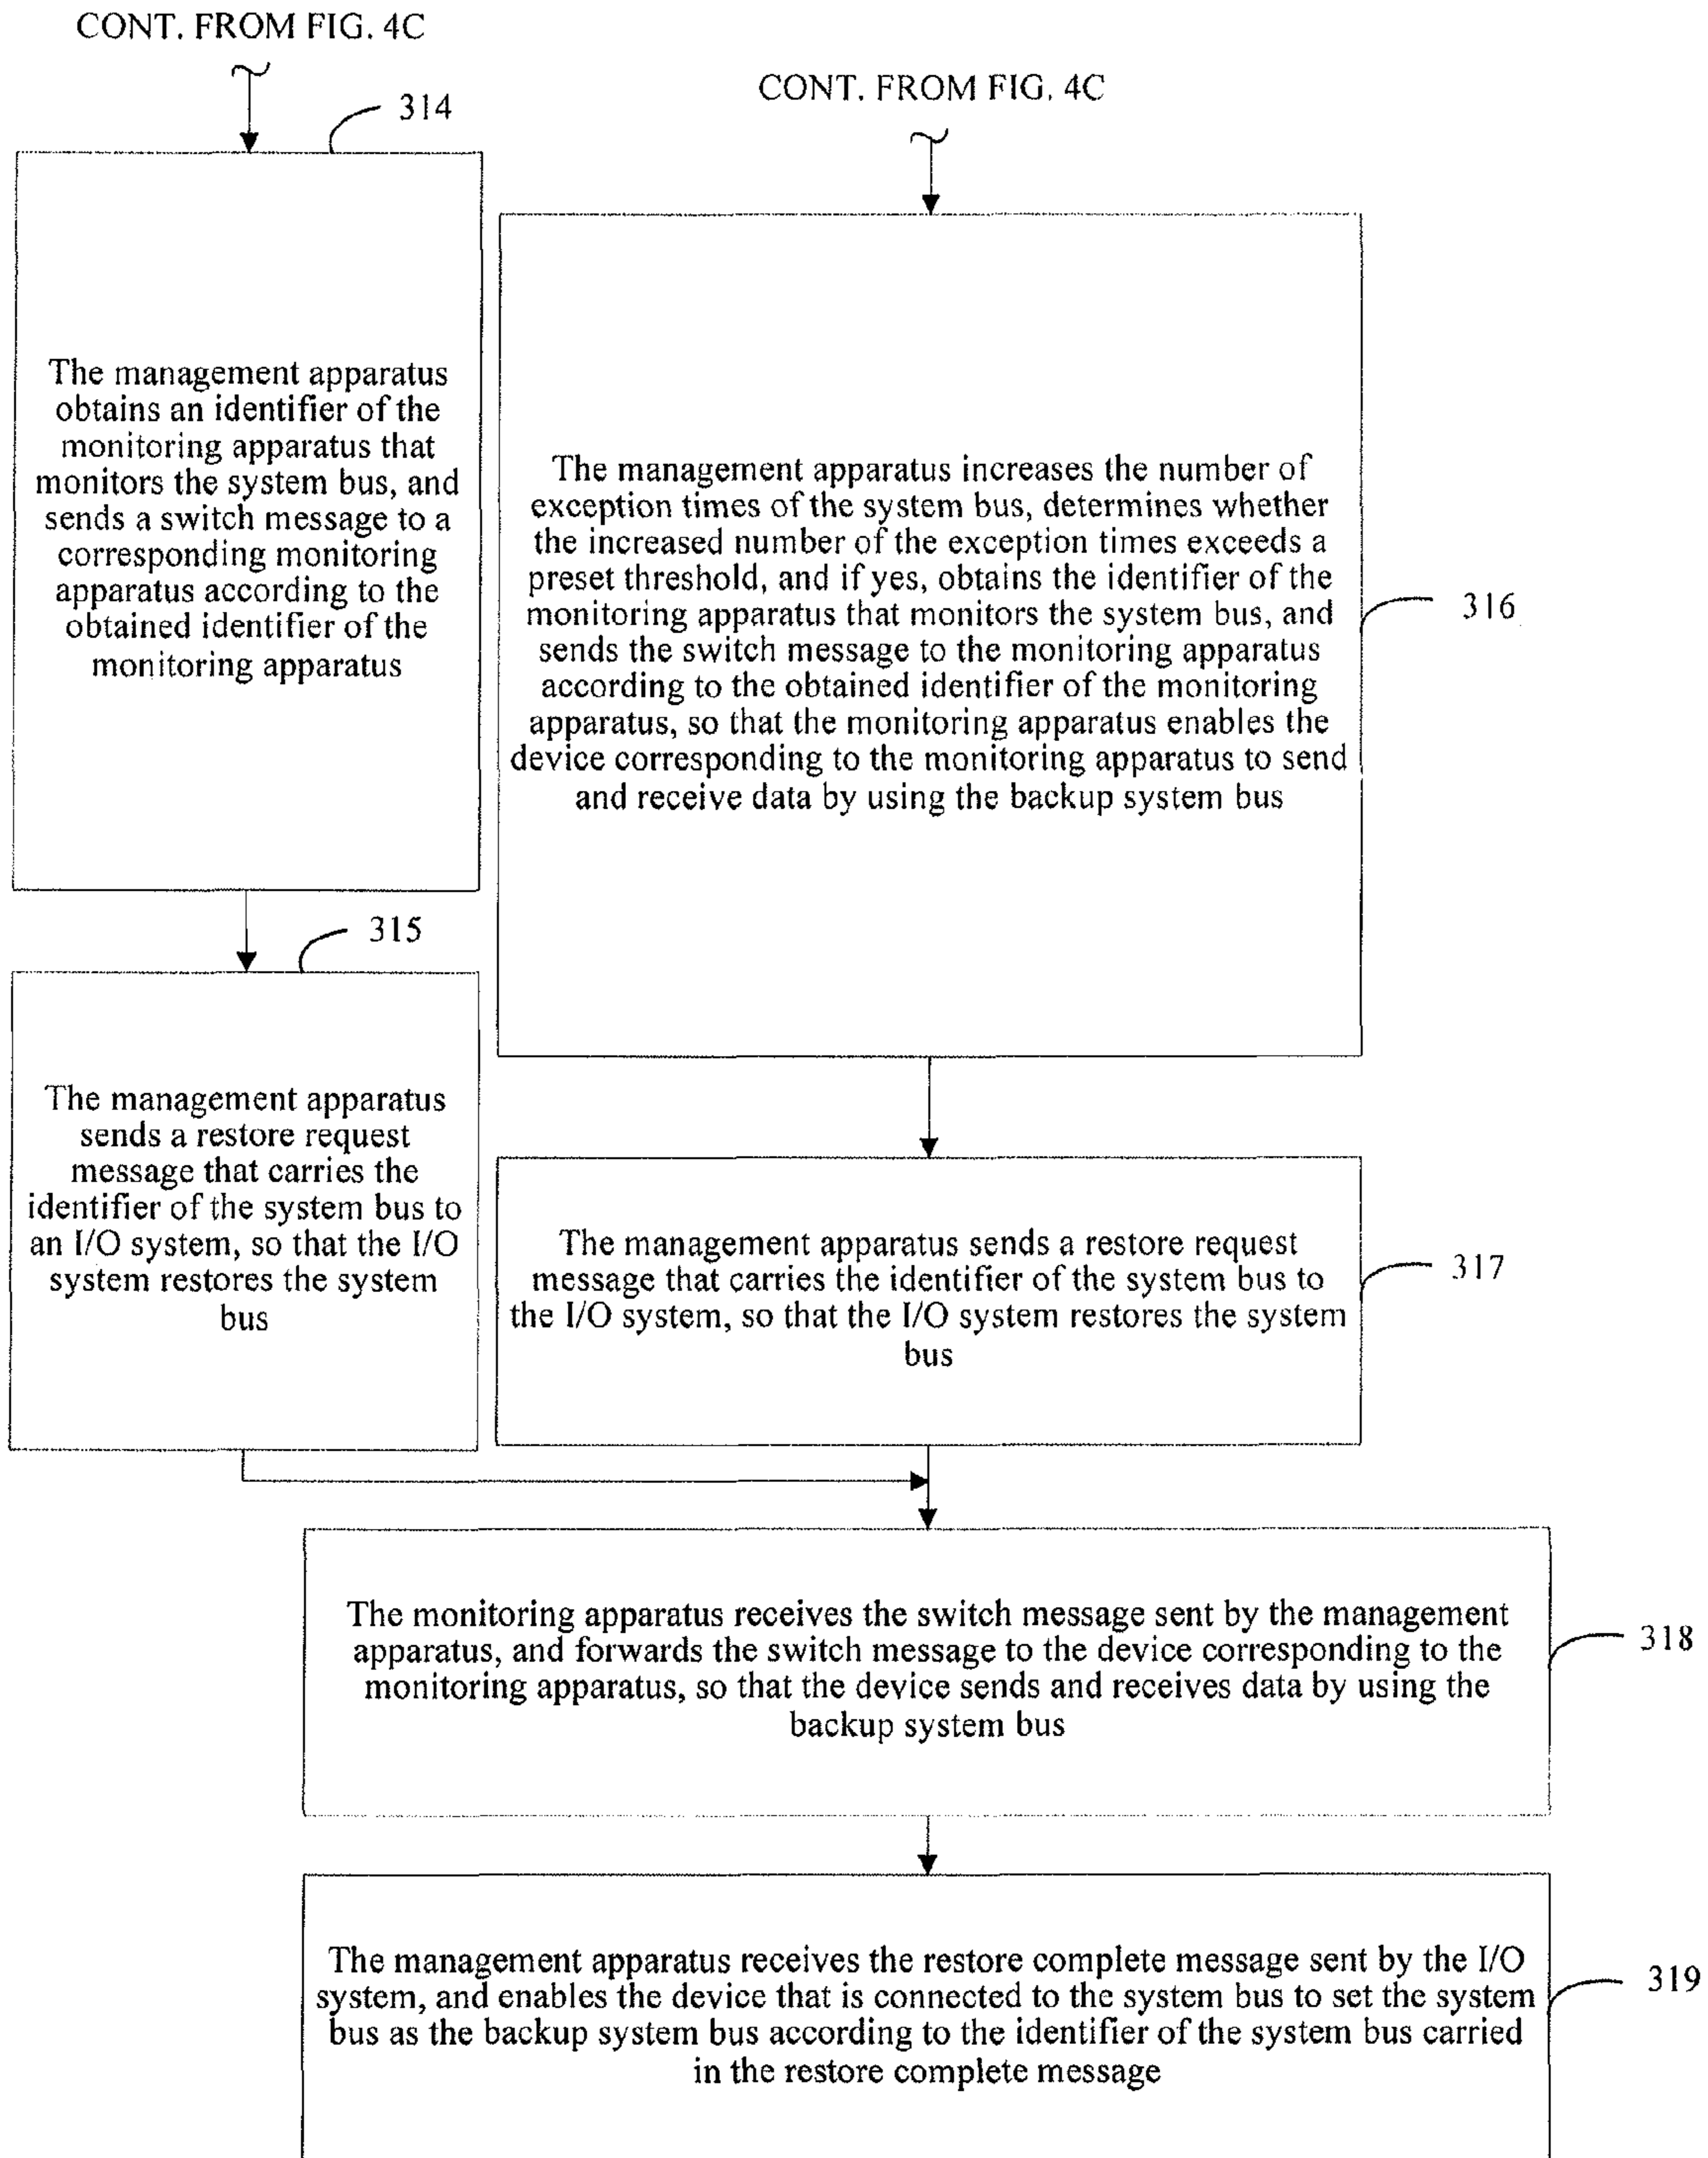 CONT. FROM FIG. 4C
314
The management apparatus
obtains an identifier of the
monitoring apparatus that
monitors the system bus, and
sends a switch message to a
corresponding monitoring
apparatus according to the
obtained identifier of the
monitoring apparatus
315
The management apparatus
sends a restore request
message that carries the
identifier of the system bus to
an I/O system, so that the I/O
system restores the system
bus
CONT. FROM FIG. 4C
The management apparatus increases the number of
exception times of the system bus, determines whether
the increased number of the exception times exceeds a
preset threshold, and if yes, obtains the identifier of the
monitoring apparatus that monitors the system bus, and
sends the switch message to the monitoring apparatus
according to the obtained identifier of the monitoring
apparatus, so that the monitoring apparatus enables the
device corresponding to the monitoring apparatus to send
and receive data by using the backup system bus
316
The management apparatus sends a restore request
message that carries the identifier of the system bus to
the I/O system, so that the I/O system restores the system
bus
317
The monitoring apparatus receives the switch message sent by the management
apparatus, and forwards the switch message to the device corresponding to the
monitoring apparatus, so that the device sends and receives data by using the
backup system bus
318
The management apparatus receives the restore complete message sent by the I/O
system, and enables the device that is connected to the system bus to set the system
bus as the backup system bus according to the identifier of the system bus carried
in the restore complete message
319